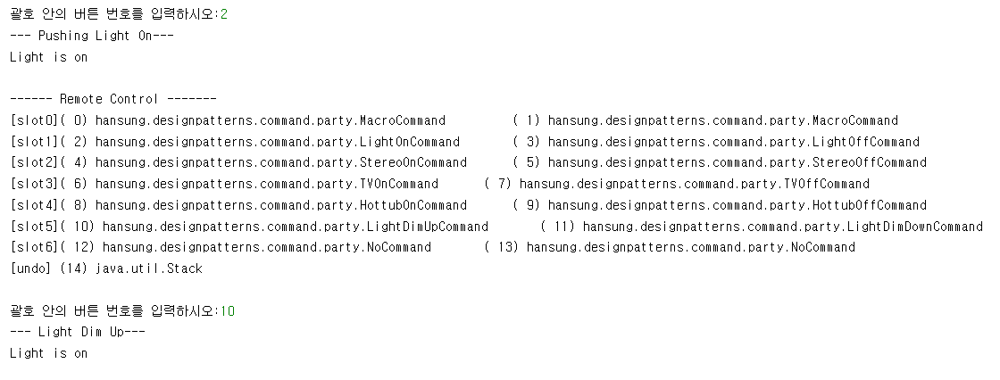 괄호 안의 버튼 번호를 입력하시오:2
--- Pushing Light On---
Light is on
------ Remote Control -------
[slot0]( 0) hansung.designpatterns.command.party.MacroCommand ( 1) hansung.designpatterns.command.party.MacroCommand
[slot1]( 2) hansung.designpatterns.command.party.LightOnCommand ( 3) hansung.designpatterns.command.party.LightOffCommand
[slot2]( 4) hansung.designpatterns.command.party.StereoOnCommand ( 5) hansung.designpatterns.command.party.StereoOffCommand
[slot3]( 6) hansung.designpatterns.command.party.TVOnCommand ( 7) hansung.designpatterns.command.party.TVOffCommand
[slot4]( 8) hansung.designpatterns.command.party.HottubOnCommand ( 9) hansung.designpatterns.command.party.HottubOffCommand
[slot5]( 10) hansung.designpatterns.command.party.LightDimUpCommand ( 11) hansung.designpatterns.command.party.LightDimDownCommand
[slot6]( 12) hansung.designpatterns.command.party.NoCommand ( 13) hansung.designpatterns.command.party.NoCommand
[undo] (14) java.util.Stack
괄호 안의 버튼 번호를 입력하시오:10
--- Light Dim Up---
Light is on